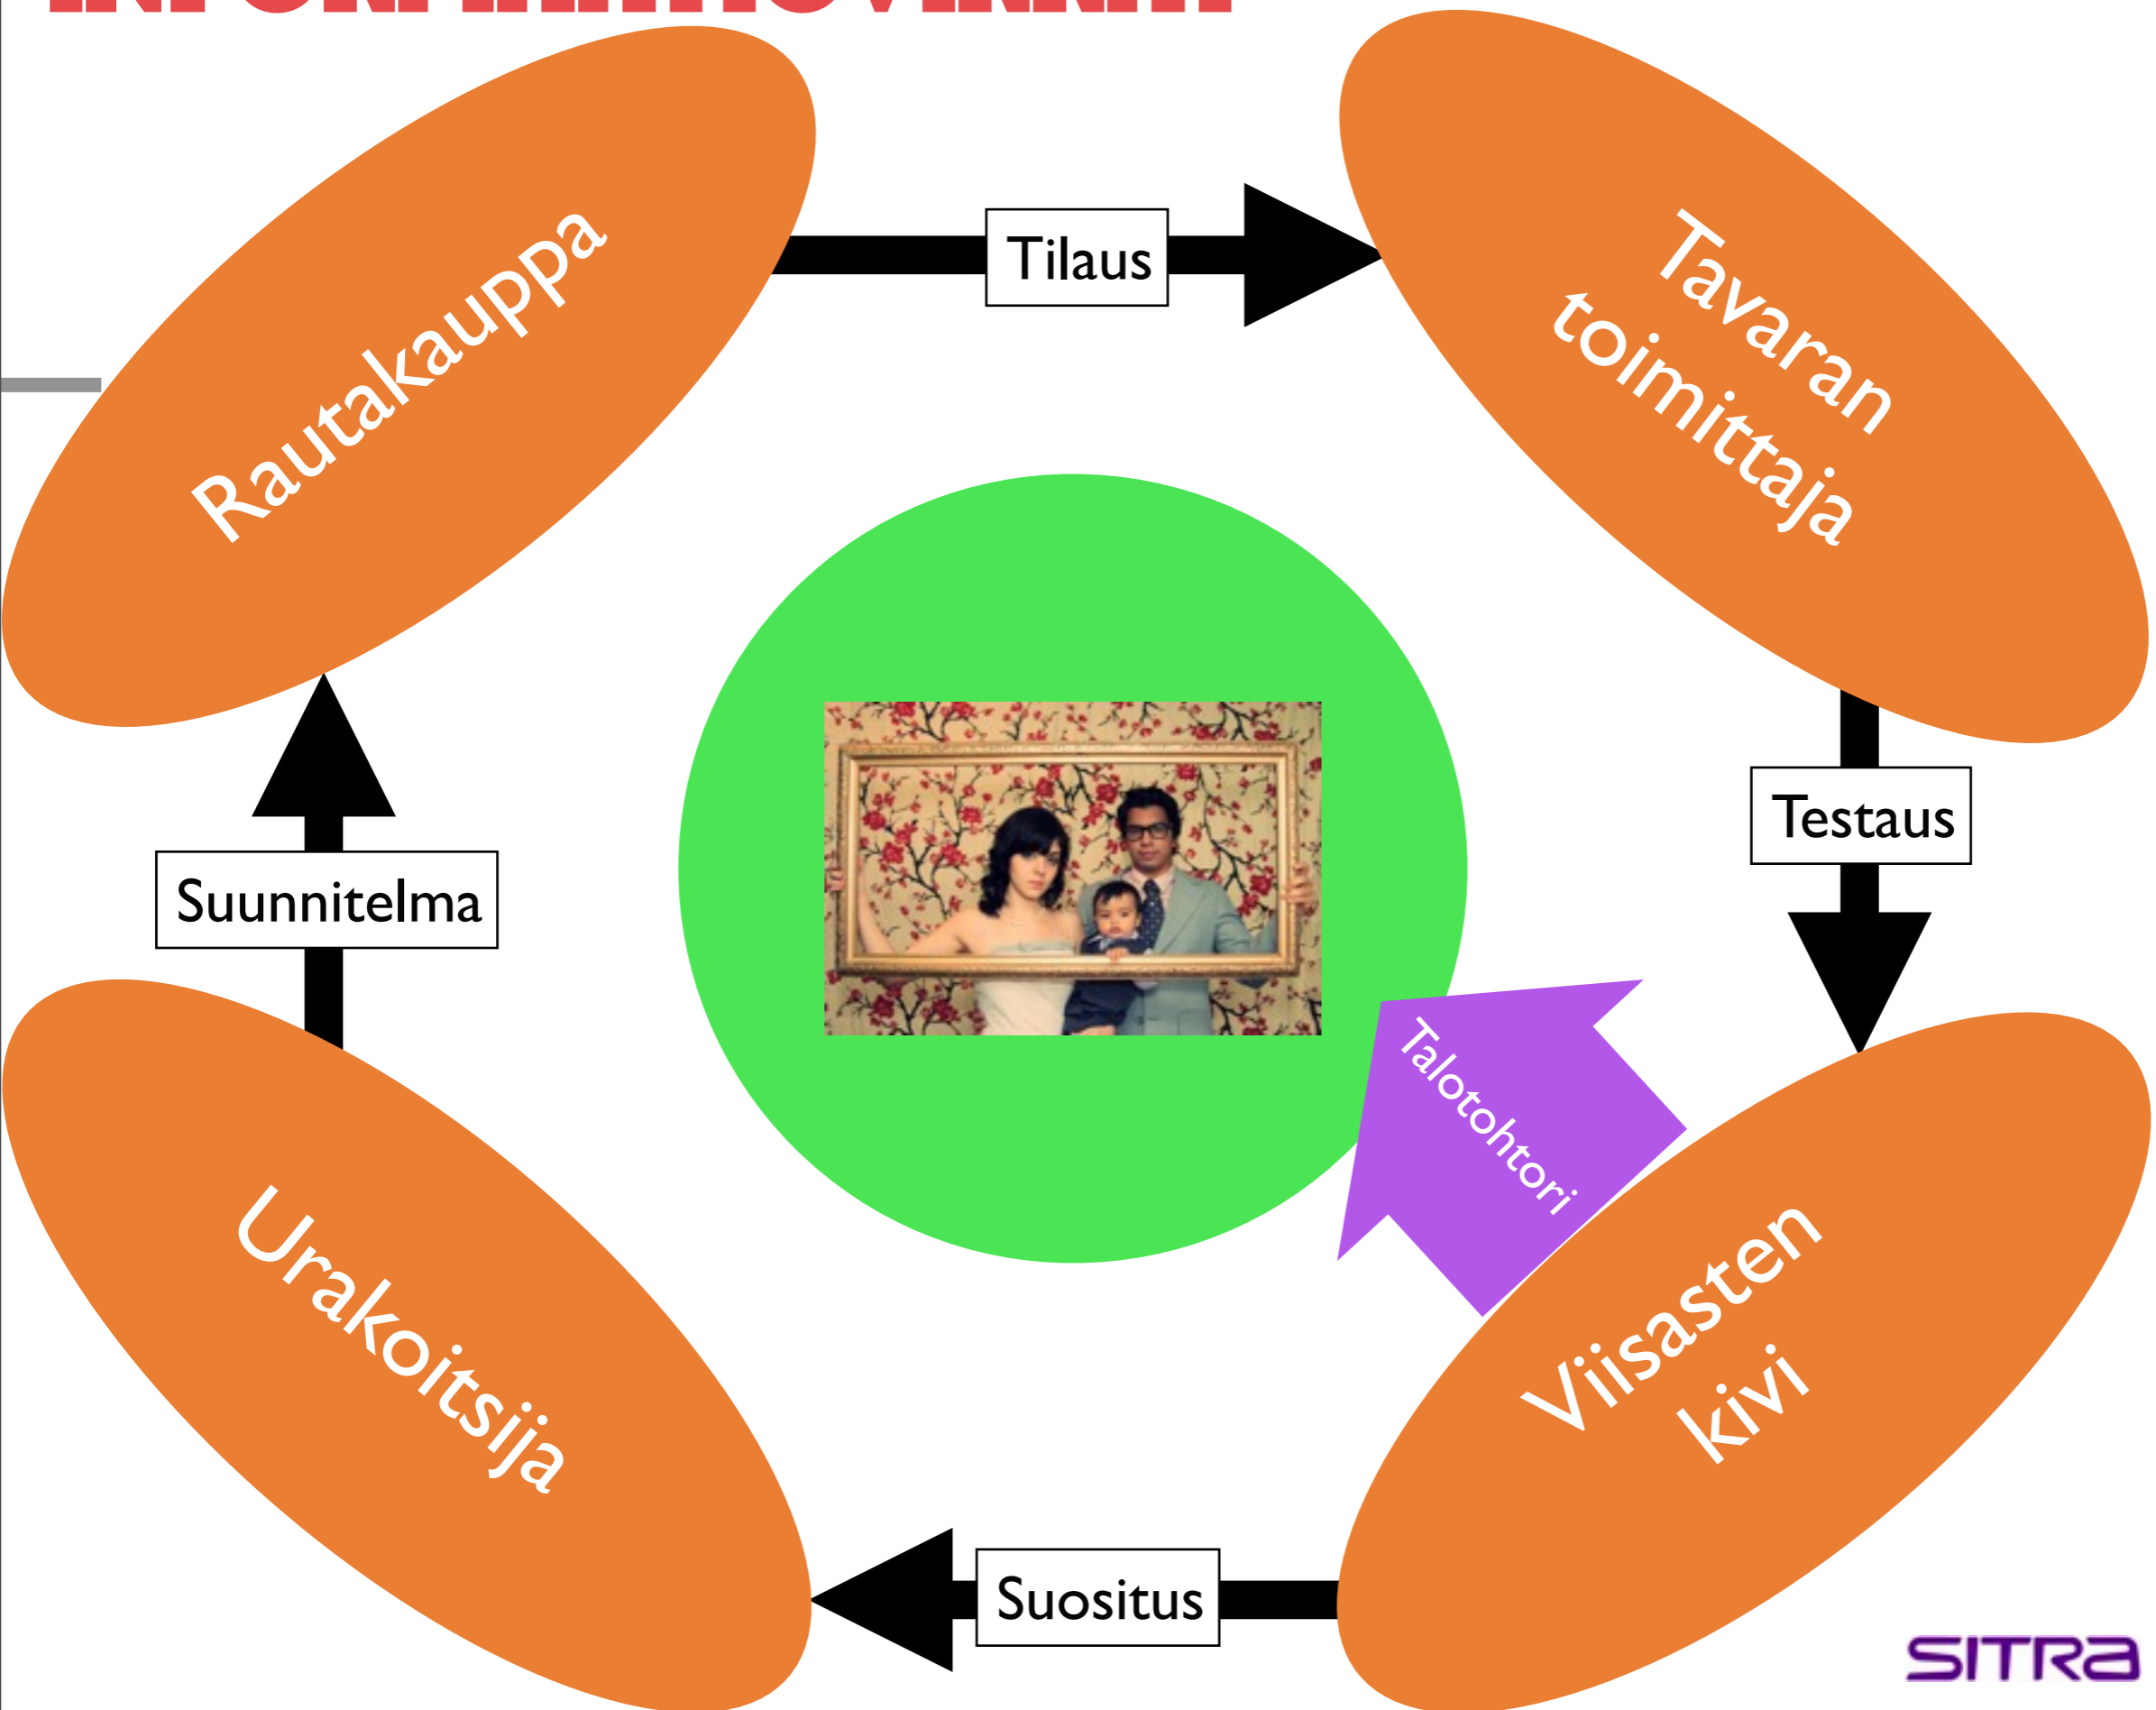 Rautakauppa
Tilaus
Tavaran
toimittaja
Testaus
Suunnitelma
Talotohtori
Urakoitsija
Viisasten
kivi
Suositus
SITRA